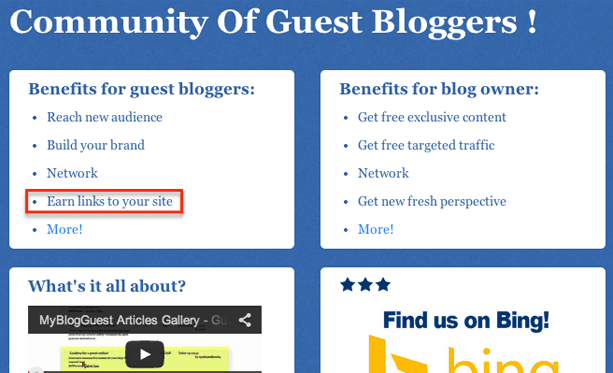 Community Of Guest Bloggers !
Benefits for guest bloggers:
• Reach new audience
• Build your brand
• Network
• Earn links to your site
• More!
Benefits for blog owner:
• Get free exclusive content
• Get free targeted traffic
• Network
• Get new fresh perspective
• More!
What's it all about?
MyBlogGuest Articles Gallery - Gu
Find us on Bing!
bing